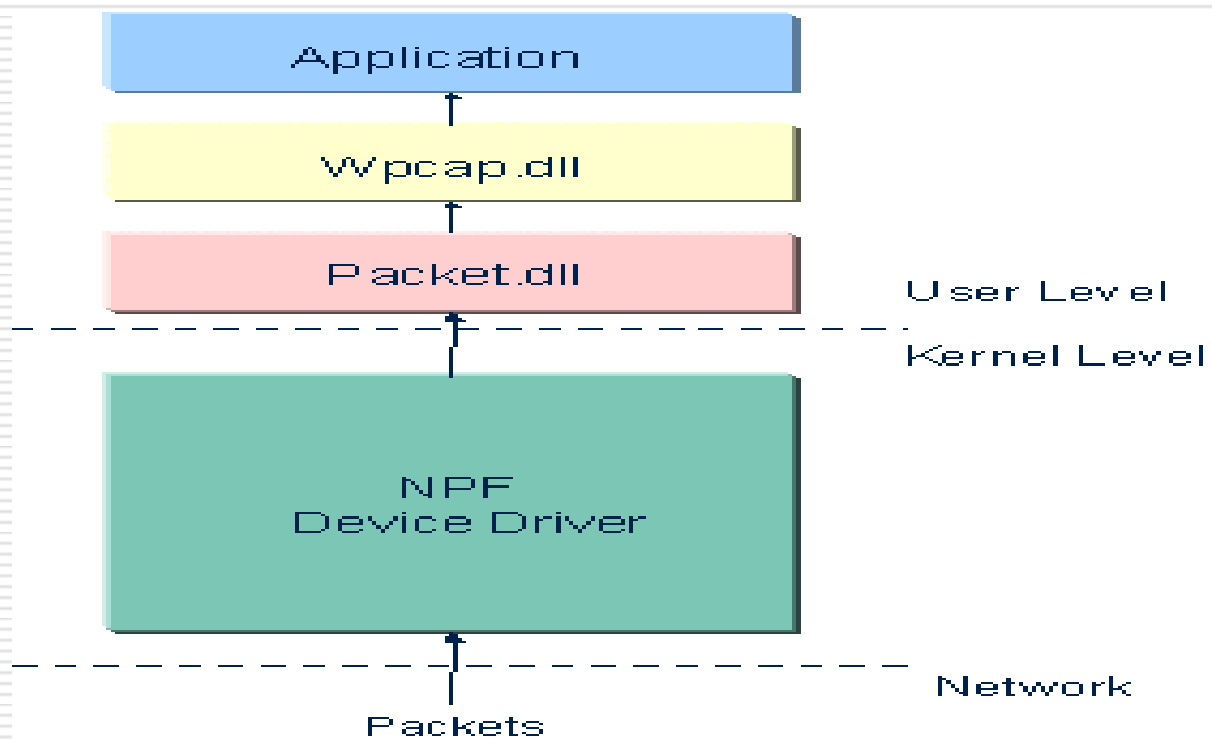 Application
Wpcap.dll
Packet.dll
User Level
Kernel Level
NPF
Device Driver
Network
Packets